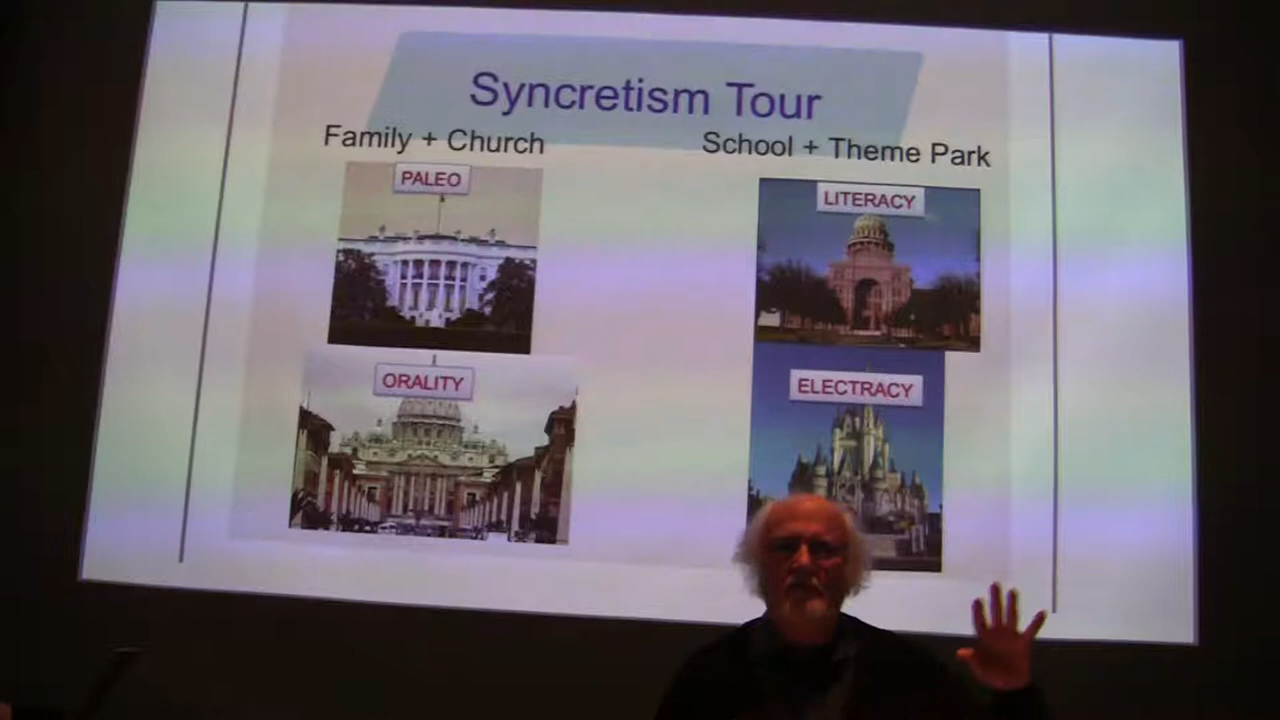 Syncretism Tour
Family + Church
School + Theme Park
PALEO
LITERACY
ORALITY
ELECTRACY